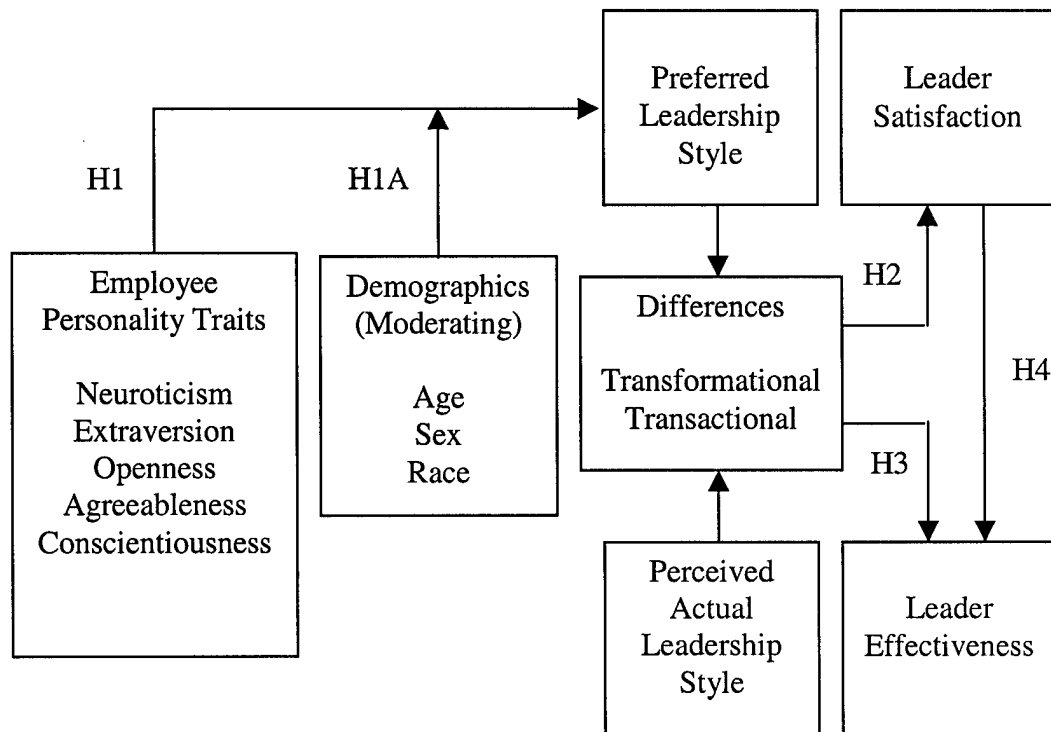 Preferred
Leadership
Style
Leader
Satisfaction
H1
H1A
Employee
Personality Traits
Neuroticism
Extraversion
Openness
Agreeableness
Conscientiousness
Demographics
(Moderating)
Age
Sex
Race
Differences
Transformational
Transactional
H2
H3
H4
Perceived
Actual
Leadership
Style
Leader
Effectiveness